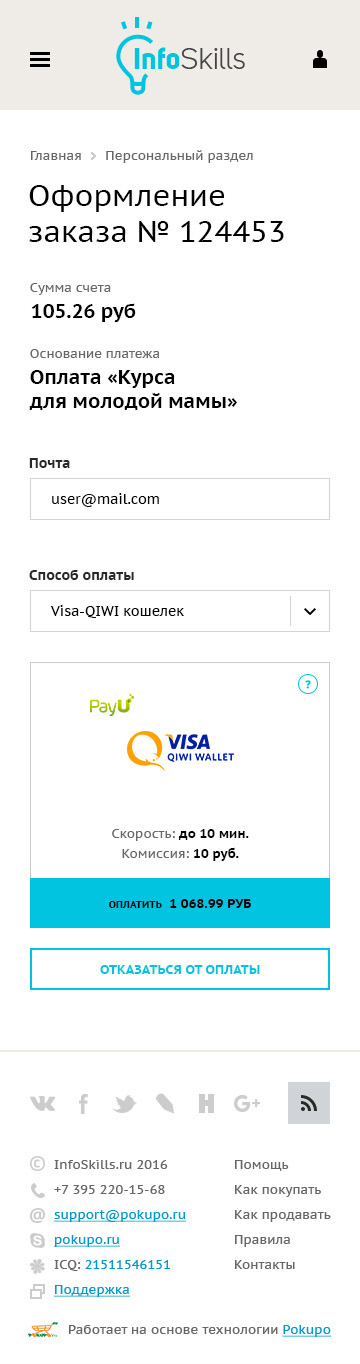 InfoSkills
Главная > Персональный раздел
Оформление
заказа № 124453
Сумма счета
105.26 руб
Основание платежа
Оплата «Курса
для молодой мамы»
Почта
user@mail.com
Способ оплаты
Visa-QIWI кошелек
?
PayU
VISA
QIWI WALLET
Скорость: до 10 мин.
Комиссия: 10 руб.
ОПЛАТИТЬ 1 068.99 РУБ
ОТКАЗАТЬСЯ ОТ ОПЛАТЫ
© InfoSkills.ru 2016
+7 395 220-15-68
support@pokupo.ru
pokupo.ru
ICQ: 21511546151
Поддержка
Помощь
Как покупать
Как продавать
Правила
Контакты
Работает на основе технологии Pokupo